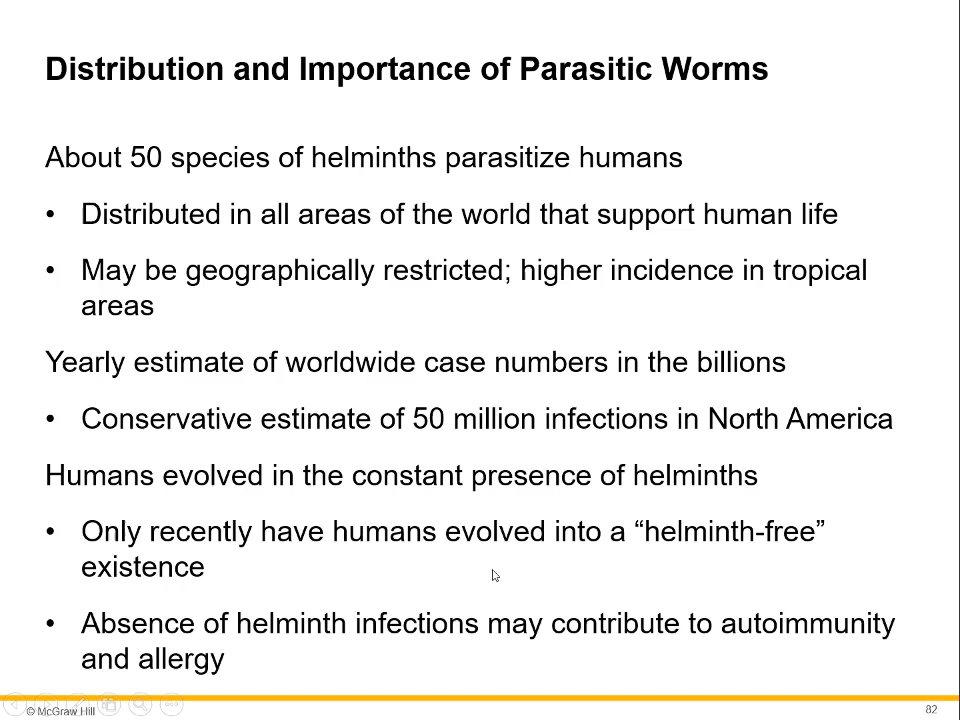 Distribution and Importance of Parasitic Worms
About 50 species of helminths parasitize humans
• Distributed in all areas of the world that support human life
• May be geographically restricted; higher incidence in tropical
areas
Yearly estimate of worldwide case numbers in the billions
• Conservative estimate of 50 million infections in North America
Humans evolved in the constant presence of helminths
• Only recently have humans evolved into a “helminth-free”
existence
• Absence of helminth infections may contribute to autoimmunity
and allergy
© McGraw Hill
82